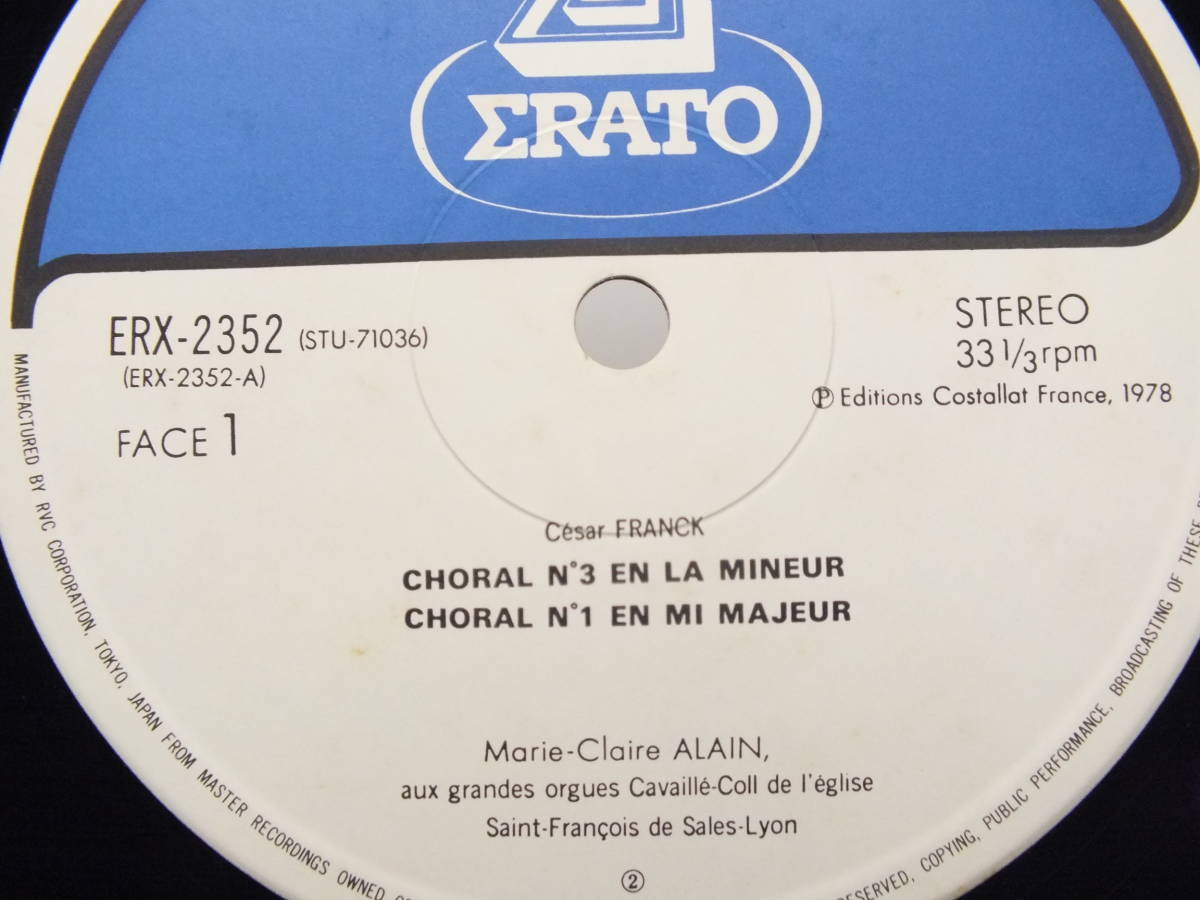 ΣRATO
ERX-2352 (STU-71036)
(ERX-2352-A)
FACE 1
STEREO
33 1/3 rpm
Ⓟ Editions Costallat France, 1978
César FRANCK
CHORAL N°3 EN LA MINEUR
CHORAL N°1 EN MI MAJEUR
Marie-Claire ALAIN,
aux grandes orgues Cavaillé-Coll de l'église
Saint-François de Sales-Lyon
②
MANUFACTURED BY RVC CORPORATION, TOKYO, JAPAN FROM MASTER RECORDINGS OWNED
RESERVED, COPYING, PUBLIC PERFORMANCE, BROADCASTING OF THESE